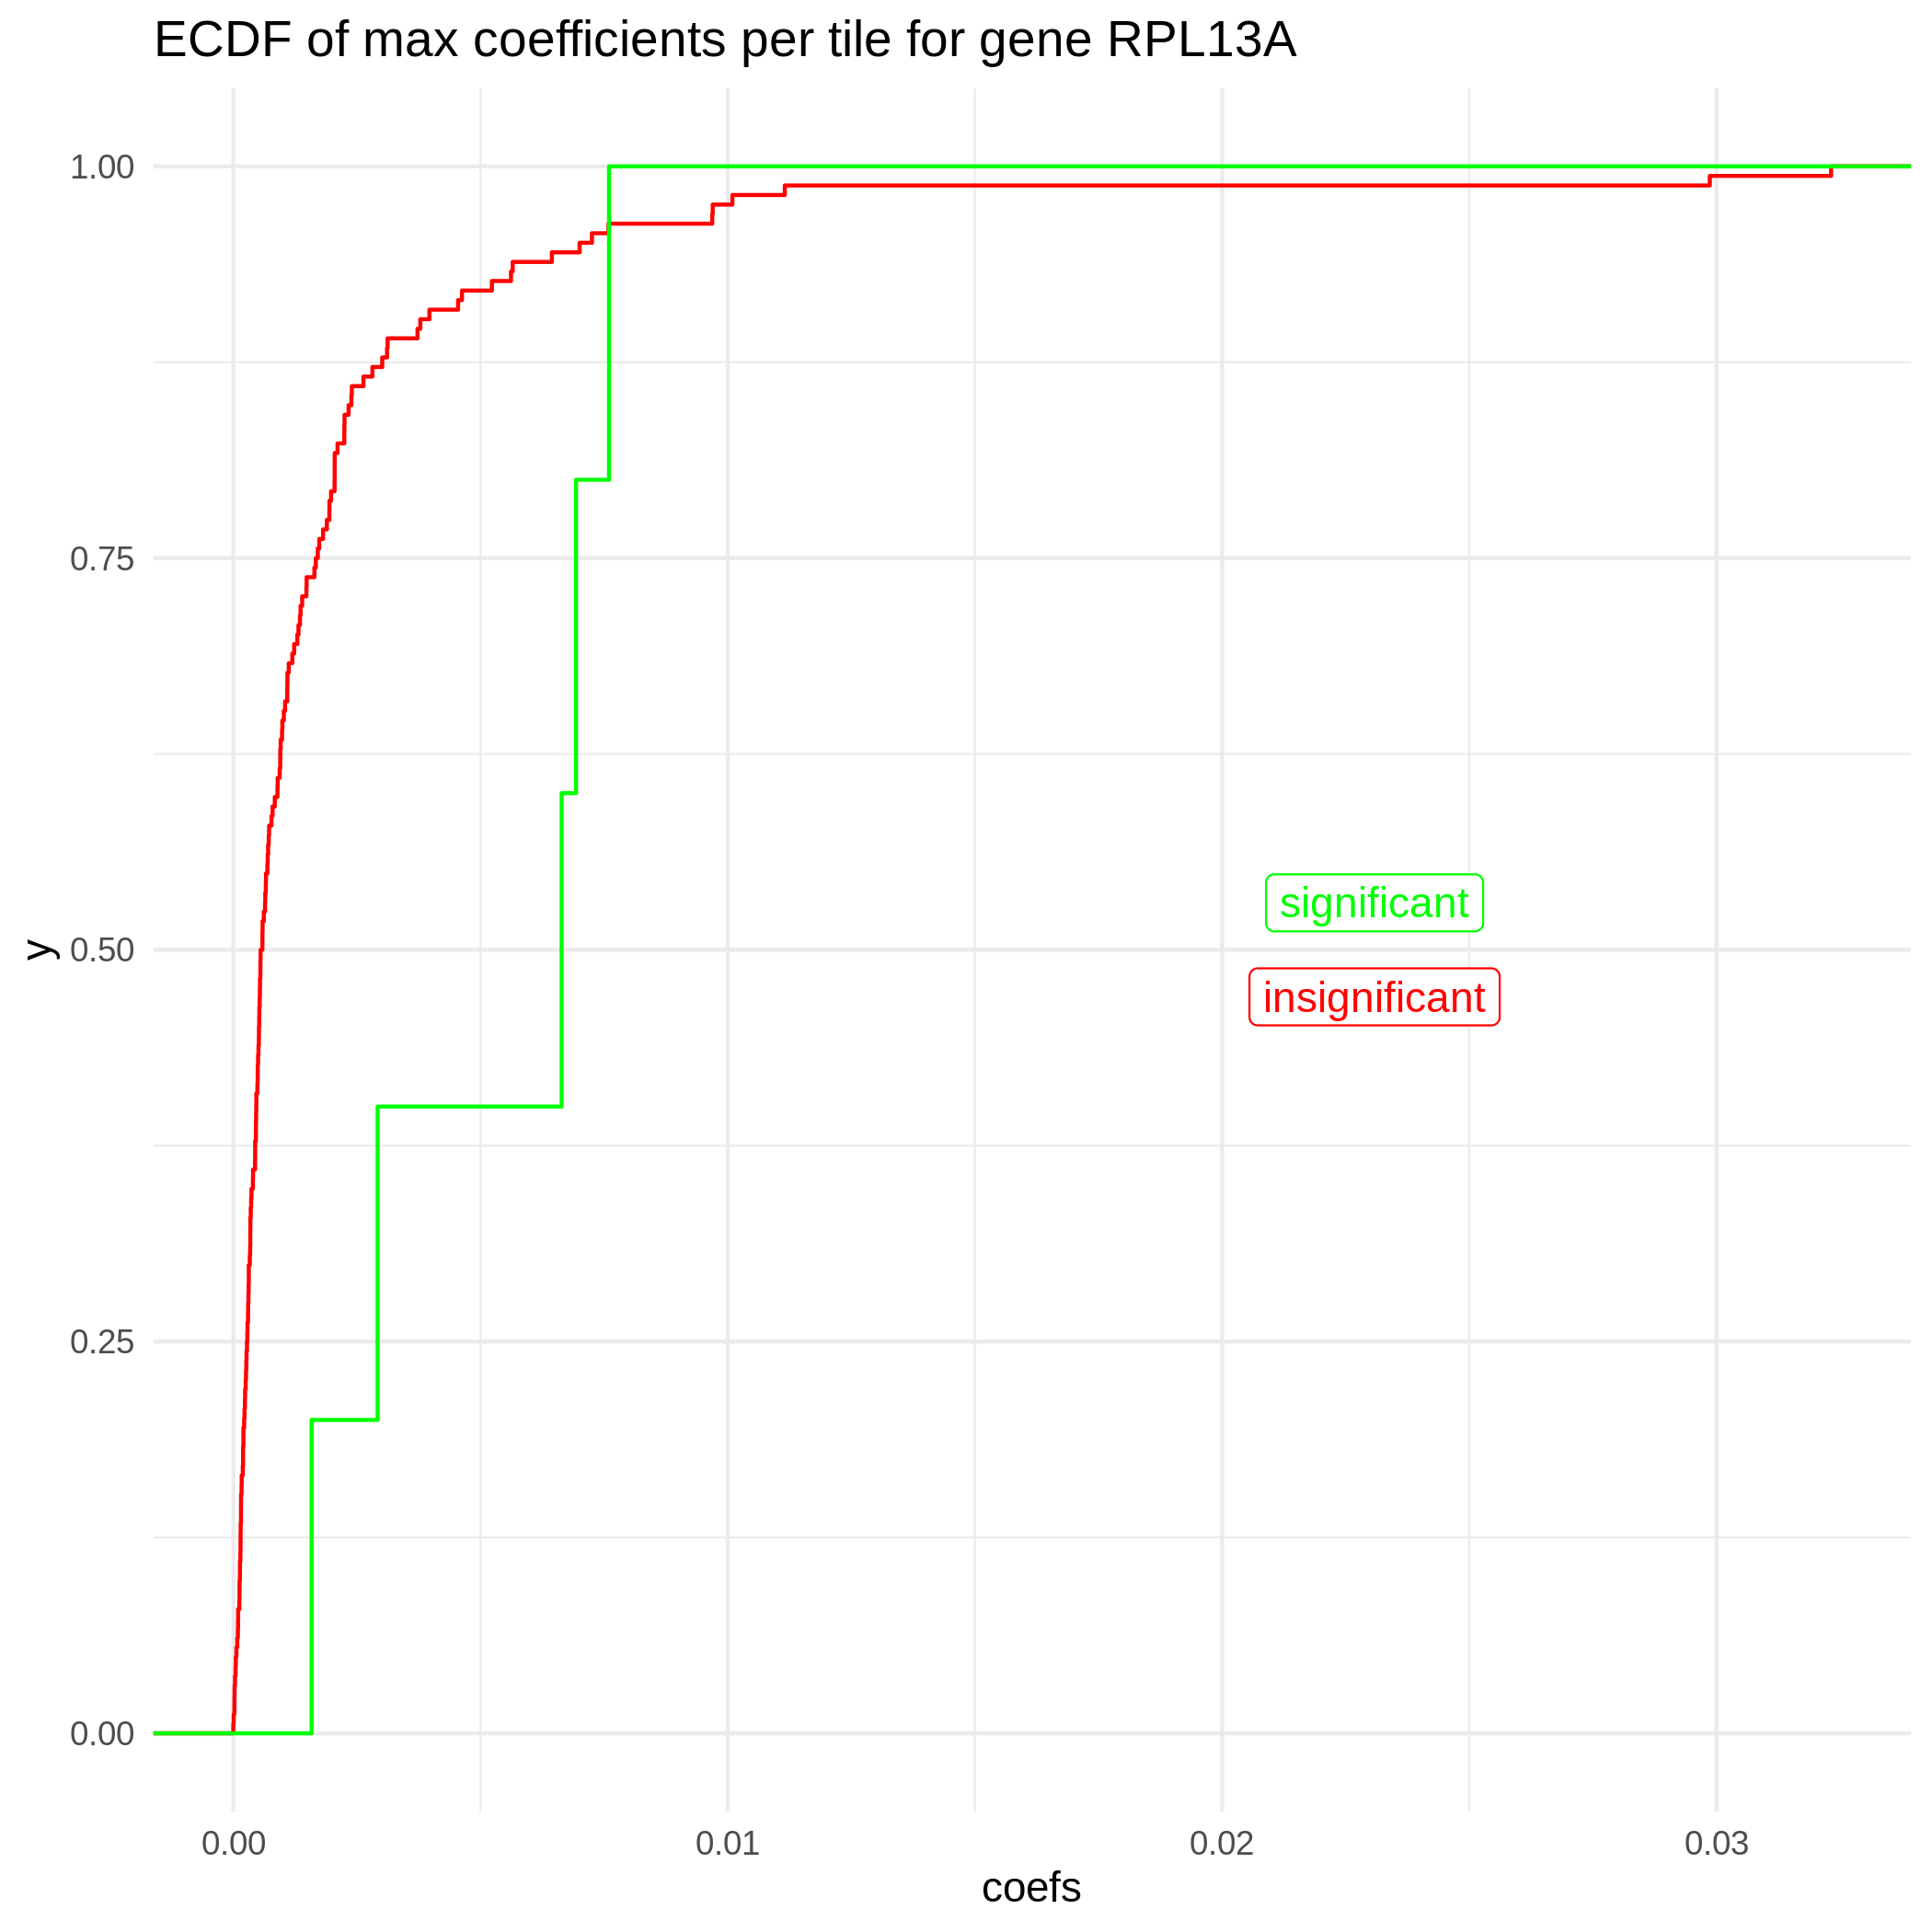 ECDF of max coefficients per tile for gene RPL13A
1.00
0.75
0.50
0.25
0.00
y
significant
insignificant
0.00 0.01 0.02 0.03
coefs